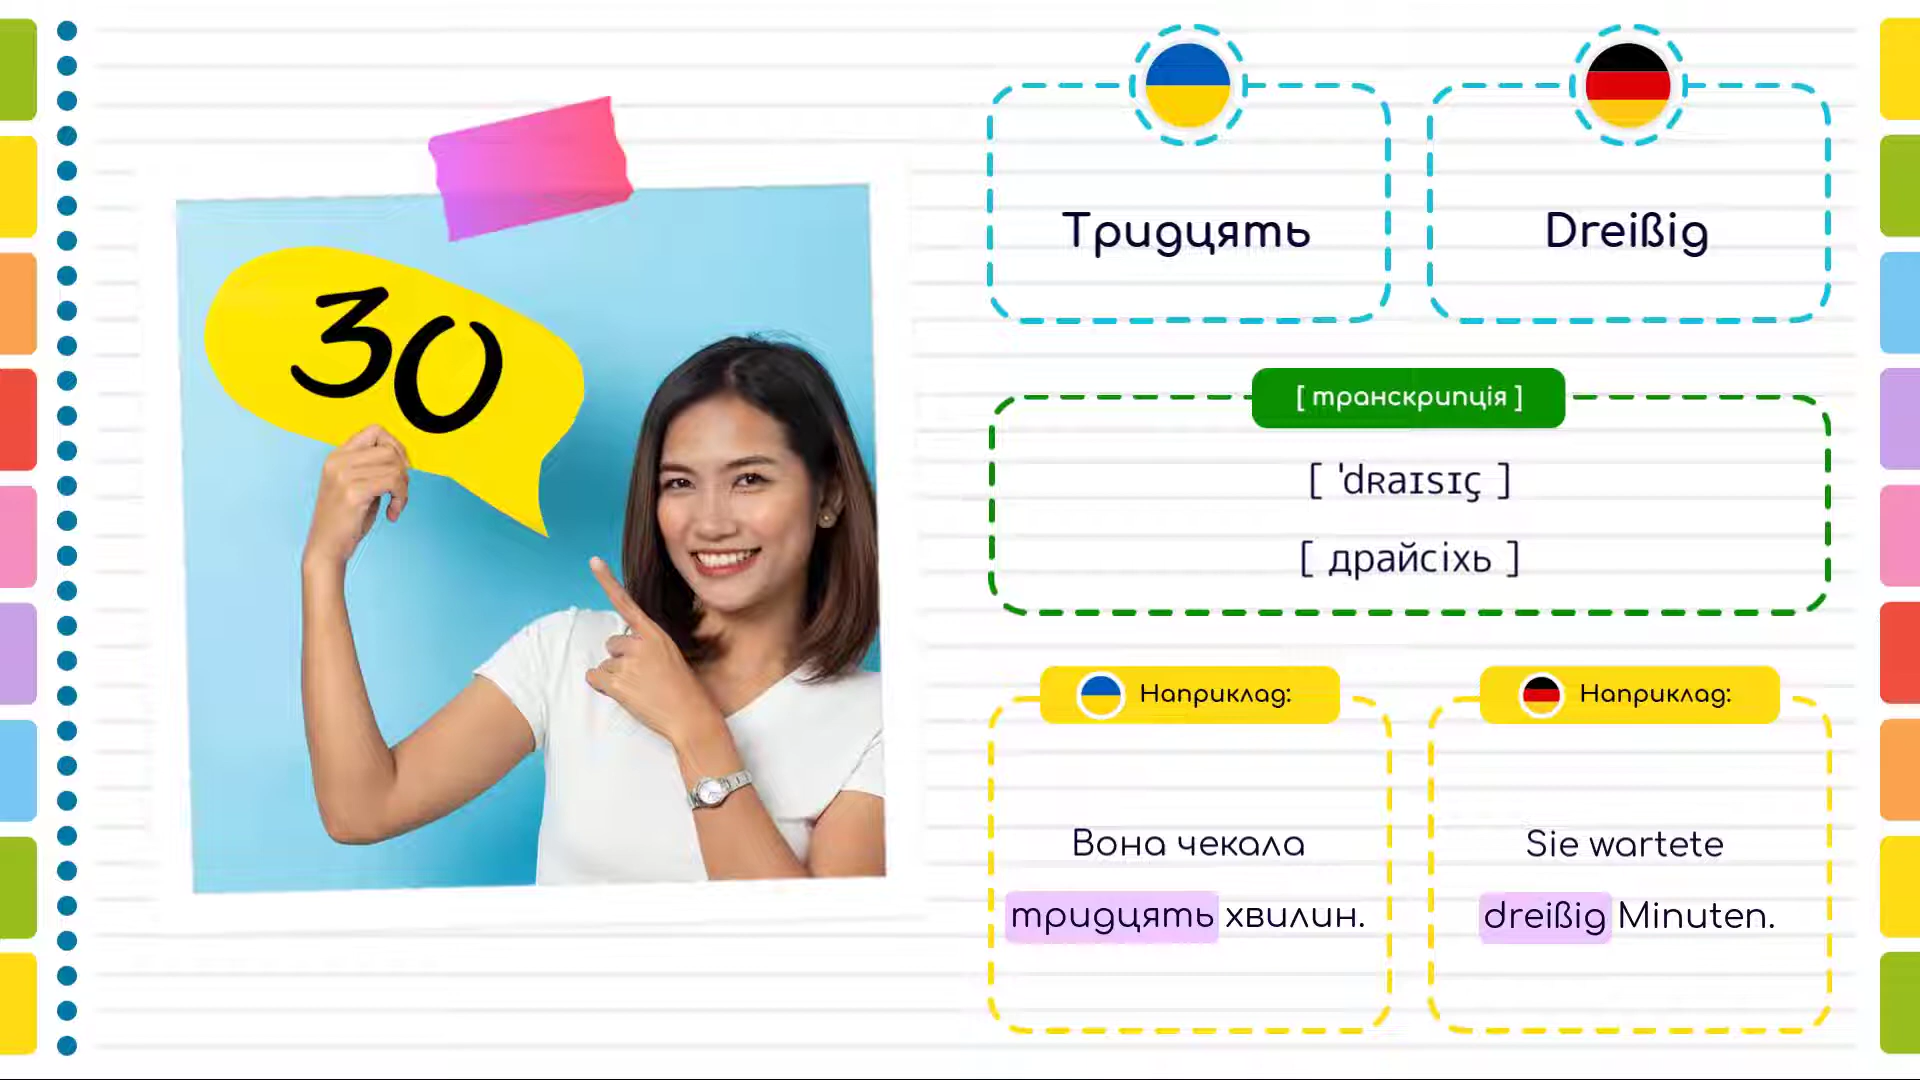 30
Тридцять
Dreißig
[ транскрипція ]
[ ˈdʀaɪsɪç ]
[ драйсіхь ]
Наприклад:
Вона чекала
тридцять хвилин.
Наприклад:
Sie wartete
dreißig Minuten.